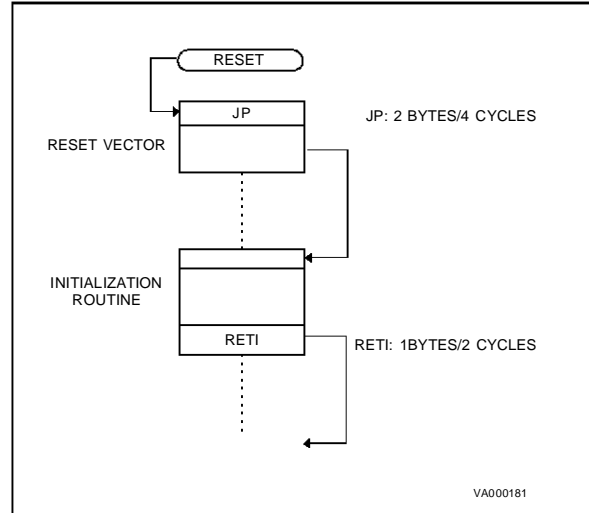 RESET
JP
JP: 2 BYTES/4 CYCLES
RESET VECTOR
INITIALIZATION
ROUTINE
RETI
RETI: 1BYTES/2 CYCLES
VA000181